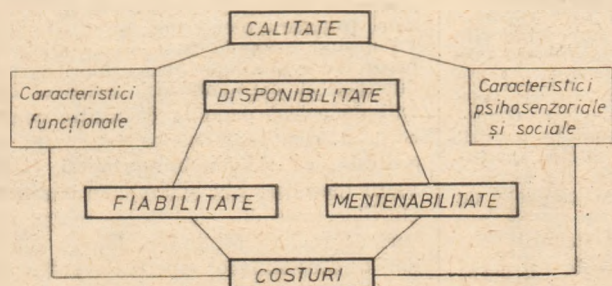 CALITATE
Caracteristici
funcționale
DISPONIBILITATE
Caracteristici
psihosenzoriale
și sociale
FIABILITATE
MENTENABILITATE
COSTURI